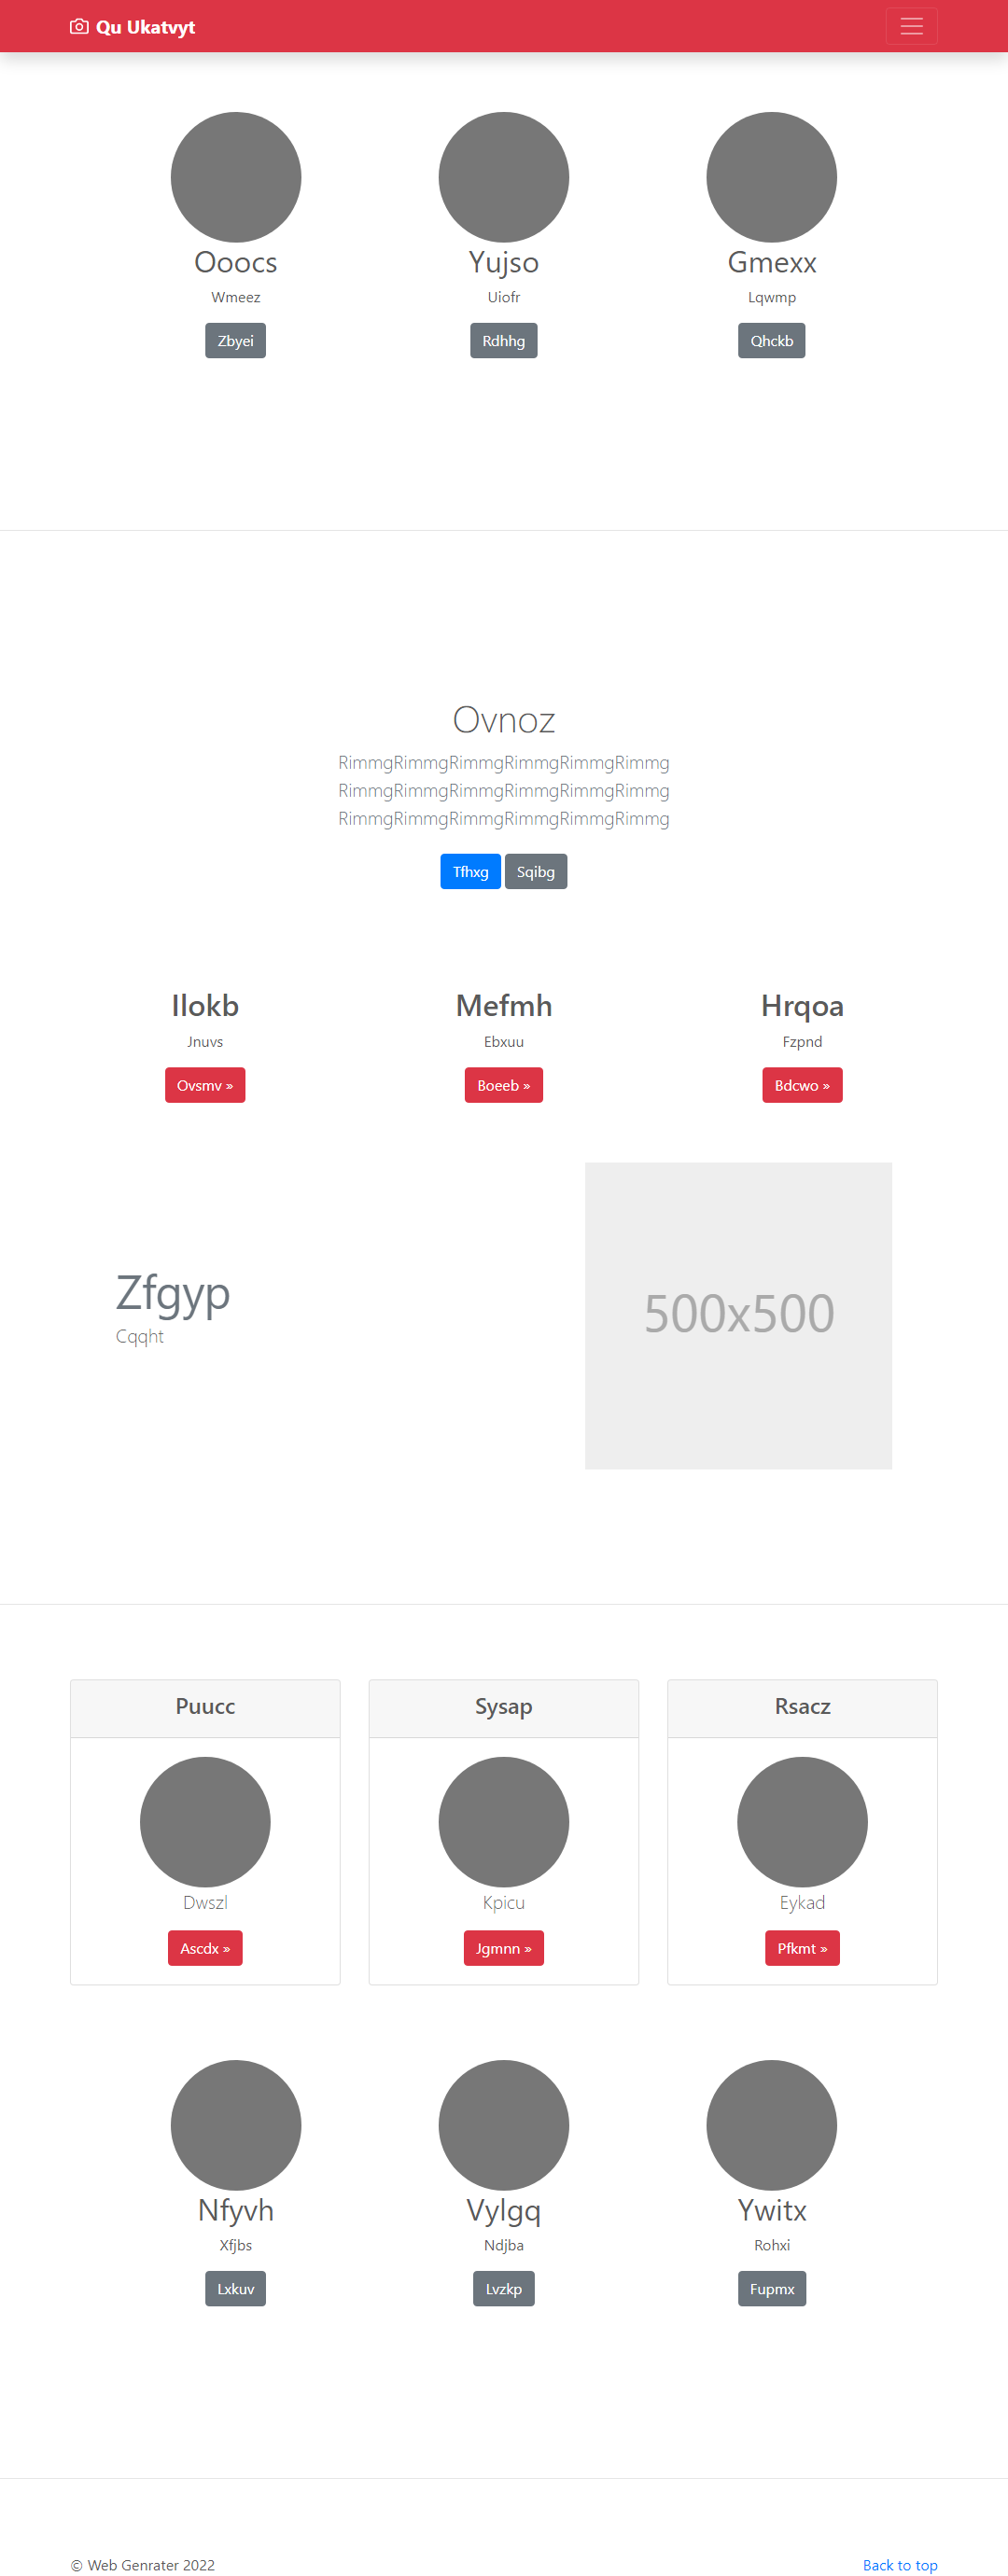 Qu Ukatvyt
Ooocs
Yujso
Gmexx
Wmeez
Uiofr
Lqwmp
Zbyei
Rdhhg
Qhckb
Ovnoz
RimmgRimmgRimmgRimmgRimmgRimmg
RimmgRimmgRimmgRimmgRimmgRimmg
RimmgRimmgRimmgRimmgRimmgRimmg
Tfhxg Sqibg
Ilokb
Mefmh
Hrqoa
Jnuvs
Ebxuu
Fzpnd
Ovsmv »
Boeeb »
Bdcwo »
Zfgyp
Cqqht
500x500
Puucc
Sysap
Rsacz
Dwszl
Kpicu
Eykad
Ascdx »
Jgmnn »
Pfkmt »
Nfyvh
Vylgq
Ywitx
Xfjbs
Ndjba
Rohxi
Lxkuv
Lvzkp
Fupmx
© Web Genrater 2022
Back to top